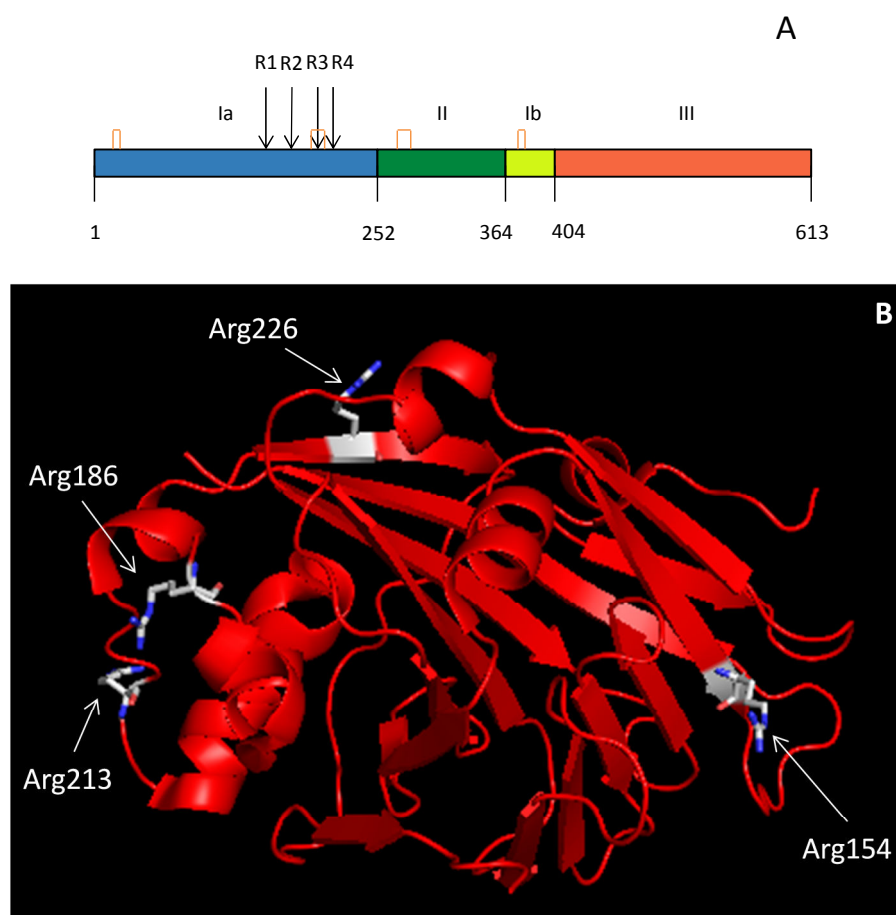 A
R1 R2 R3 R4
Ia II Ib III
1 252 364 404 613
B
Arg226
Arg186
Arg213
Arg154